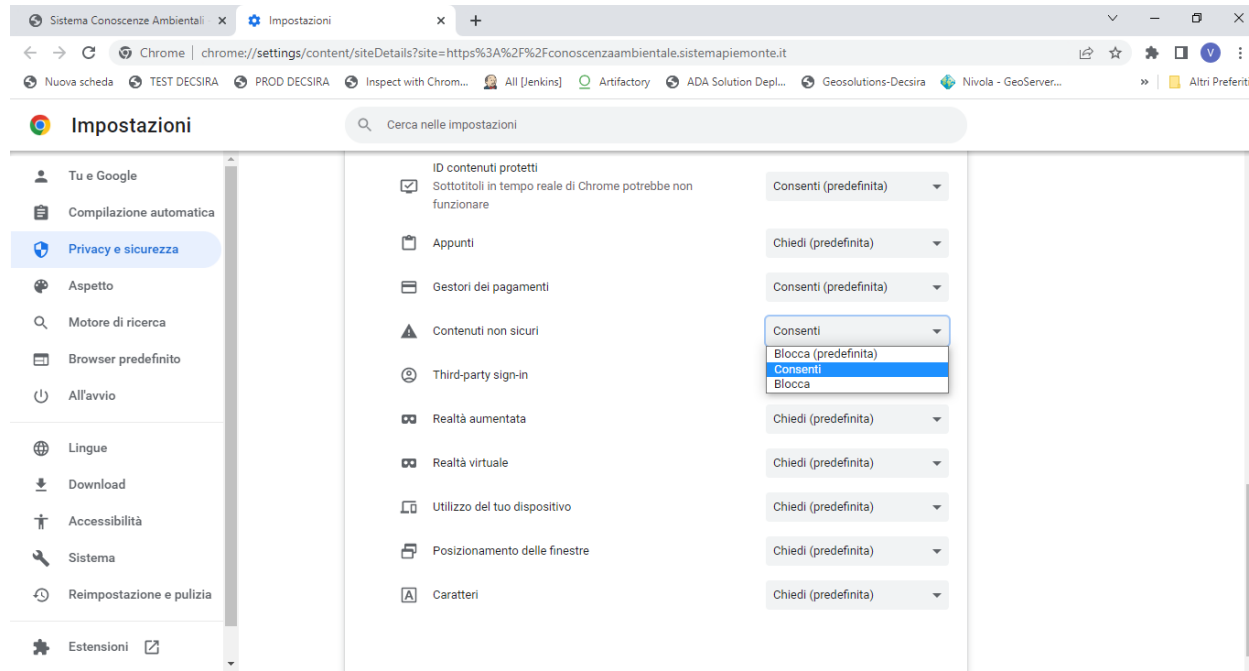 Sistema Conoscenze Ambientali -
Impostazioni
Chrome | chrome://settings/content/siteDetails?site=https%3A%2F%2Fconoscenzaambientale.sistemapiemonte.it
V
Nuova scheda TEST DECSIRA PROD DECSIRA Inspect with Chrom... All [Jenkins] Artifactory ADA Solution Depl... Geosolutions-Decsira Nivola - GeoServer... » Altri Preferiti
Impostazioni
Cerca nelle impostazioni
Tu e Google
Compilazione automatica
Privacy e sicurezza
Aspetto
Motore di ricerca
Browser predefinito
All'avvio
Lingue
Download
Accessibilità
Sistema
Reimpostazione e pulizia
Estensioni
ID contenuti protetti
Sottotitoli in tempo reale di Chrome potrebbe non
funzionare
Consenti (predefinita)
Appunti
Chiedi (predefinita)
Gestori dei pagamenti
Consenti (predefinita)
Contenuti non sicuri
Consenti
Blocca (predefinita)
Consenti
Blocca
Third-party sign-in
Realtà aumentata
Chiedi (predefinita)
Realtà virtuale
Chiedi (predefinita)
Utilizzo del tuo dispositivo
Chiedi (predefinita)
Posizionamento delle finestre
Chiedi (predefinita)
Caratteri
Chiedi (predefinita)